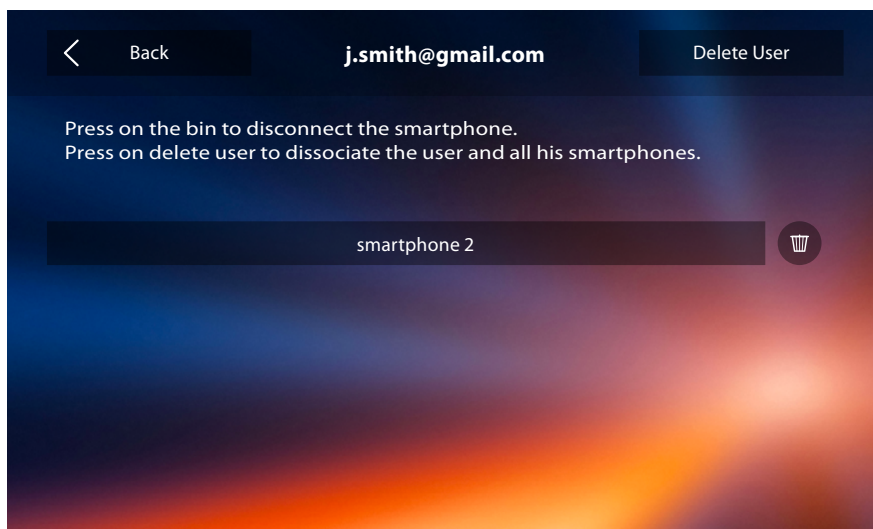 Back
j.smith@gmail.com
Delete User
Press on the bin to disconnect the smartphone.
Press on delete user to dissociate the user and all his smartphones.
smartphone 2